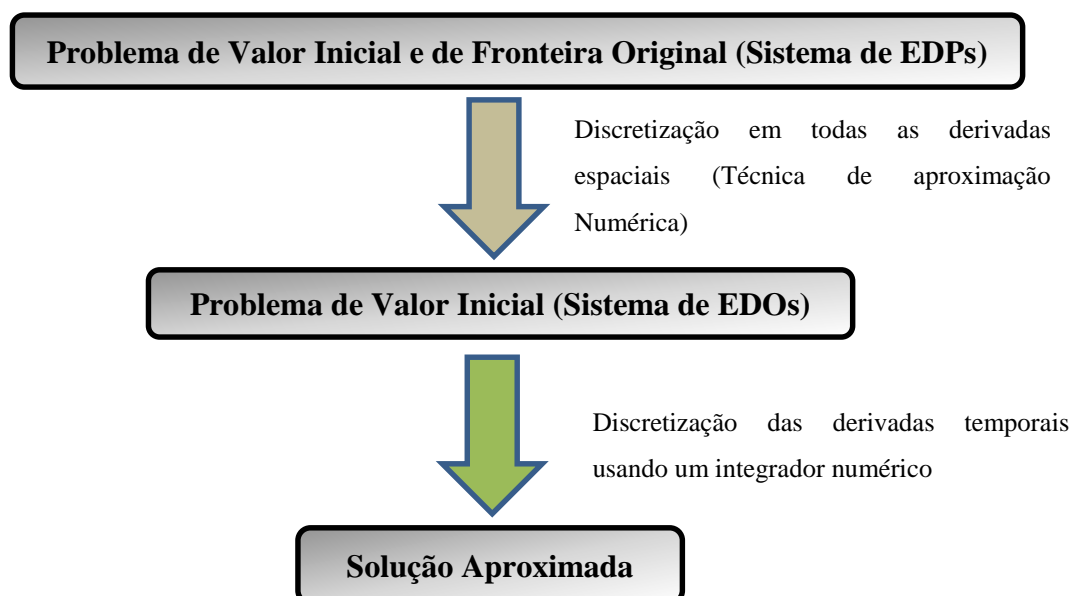 Problema de Valor Inicial e de Fronteira Original (Sistema de EDPs)
Discretização em todas as derivadas
espaciais (Técnica de aproximação
Numérica)
Problema de Valor Inicial (Sistema de EDOs)
Discretização das derivadas temporais
usando um integrador numérico
Solução Aproximada